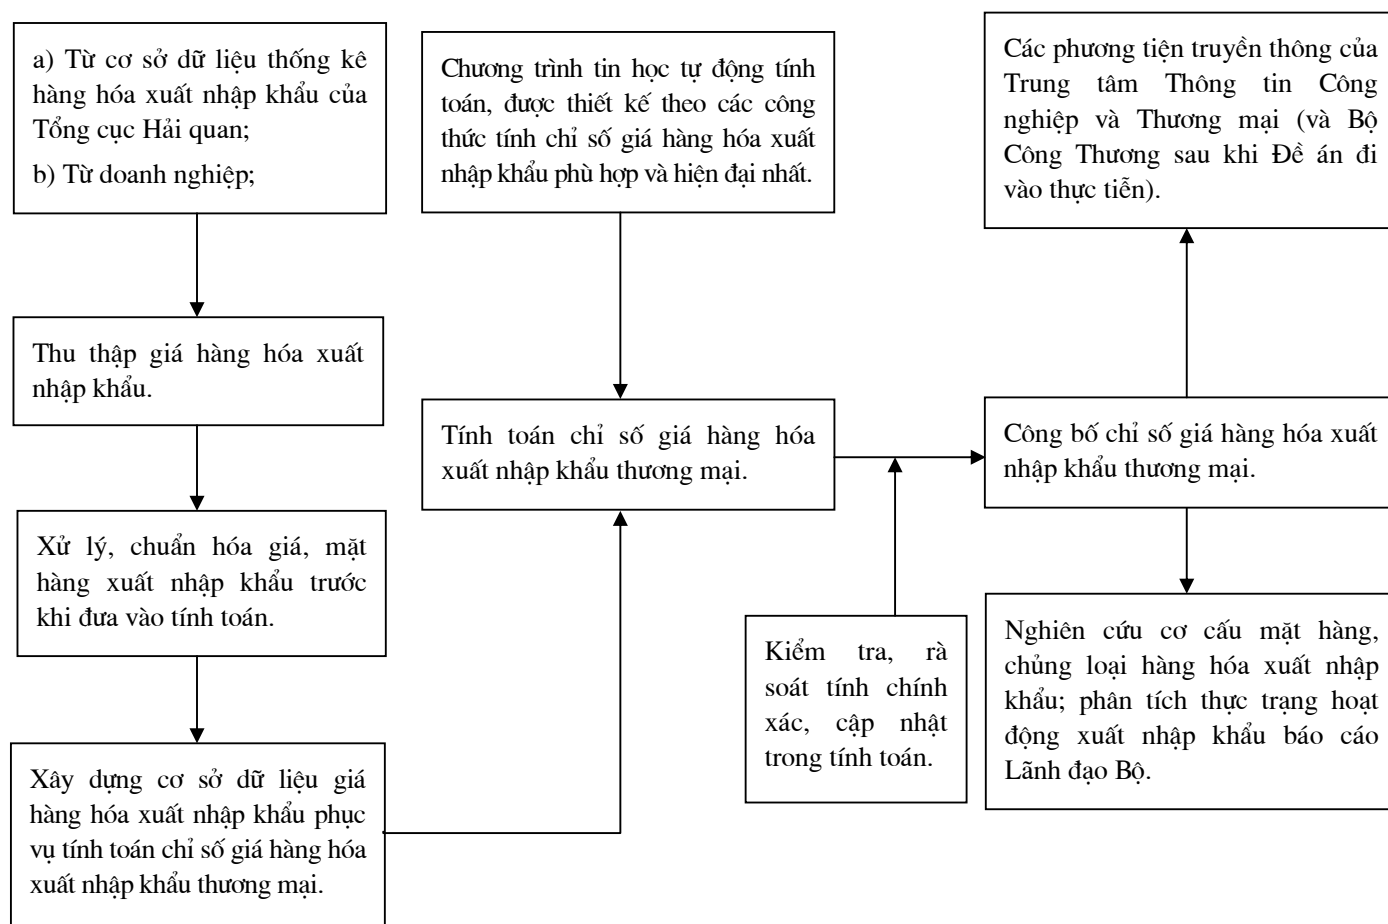 a) Từ cơ sở dữ liệu thống kê
hàng hóa xuất nhập khẩu của
Tổng cục Hải quan;
b) Từ doanh nghiệp;
Thu thập giá hàng hóa xuất
nhập khẩu.
Xử lý, chuẩn hóa giá, mặt
hàng xuất nhập khẩu trước
khi đưa vào tính toán.
Xây dựng cơ sở dữ liệu giá
hàng hóa xuất nhập khẩu phục
vụ tính toán chỉ số giá hàng hóa
xuất nhập khẩu thương mại.
Chương trình tin học tự động tính
toán, được thiết kế theo các công
thức tính chỉ số giá hàng hóa xuất
nhập khẩu phù hợp và hiện đại nhất.
Tính toán chỉ số giá hàng hóa
xuất nhập khẩu thương mại.
Kiểm tra, rà
soát tính chính
xác, cập nhật
trong tính toán.
Các phương tiện truyền thông của
Trung tâm Thông tin Công
nghiệp và Thương mại (và Bộ
Công Thương sau khi Đề án đi
vào thực tiễn).
Công bố chỉ số giá hàng hóa xuất
nhập khẩu thương mại.
Nghiên cứu cơ cấu mặt hàng,
chủng loại hàng hóa xuất nhập
khẩu; phân tích thực trạng hoạt
động xuất nhập khẩu báo cáo
Lãnh đạo Bộ.